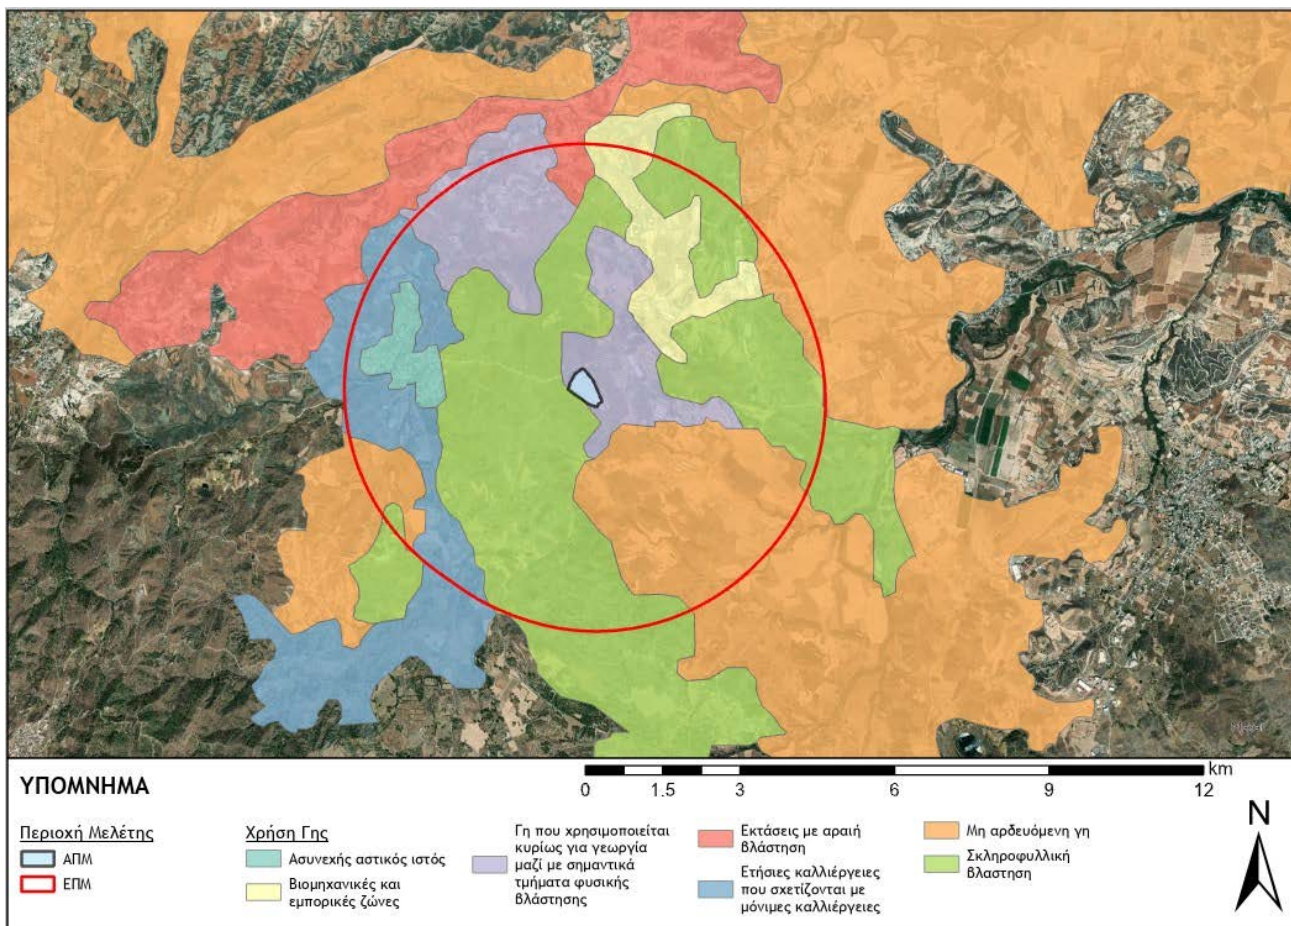 ΥΠΟΜΝΗΜΑ
0 1.5 3 6 9 12 km
N
Περιοχή Μελέτης
ΑΠΜ
ΕΠΜ
Χρήση Γης
Ασυνεχής αστικός ιστός
Βιομηχανικές και
εμπορικές ζώνες
Γη που χρησιμοποιείται
κυρίως για γεωργία
μαζί με σημαντικά
τμήματα φυσικής
βλάστησης
Εκτάσεις με αραιή
βλάστηση
Ετήσιες καλλιέργειες
που σχετίζονται με
μόνιμες καλλιέργειες
Μη αρδευόμενη γη
Σκληροφυλλική
βλαστηση